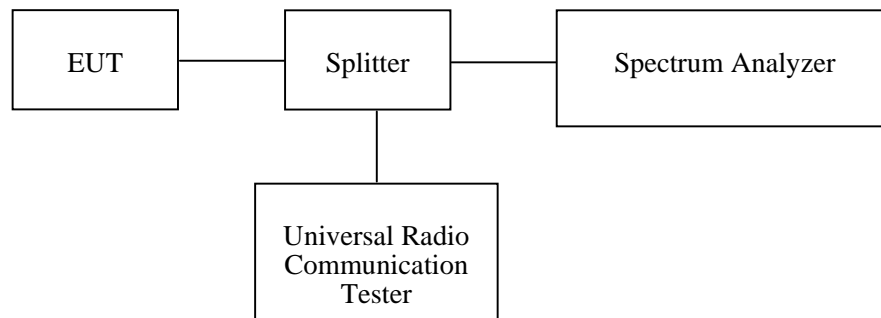 EUT
Splitter
Spectrum Analyzer
Universal Radio
Communication
Tester